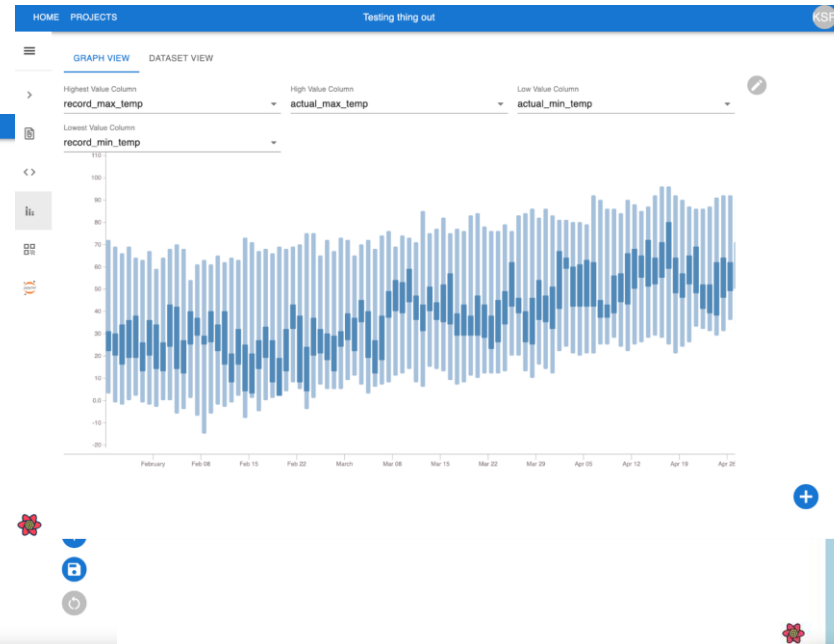 HOME PROJECTS Testing thing out KSF
GRAPH VIEW DATASET VIEW
Highest Value Column High Value Column Low Value Column
record_max_temp actual_max_temp actual_min_temp
Lowest Value Column
record_min_temp
110
100
90
80
70
60
50
40
30
20
10
0.0
-10
-20
February Feb 08 Feb 15 Feb 22 March Mar 08 Mar 15 Mar 22 Mar 29 Apr 05 Apr 12 Apr 19 Apr 26